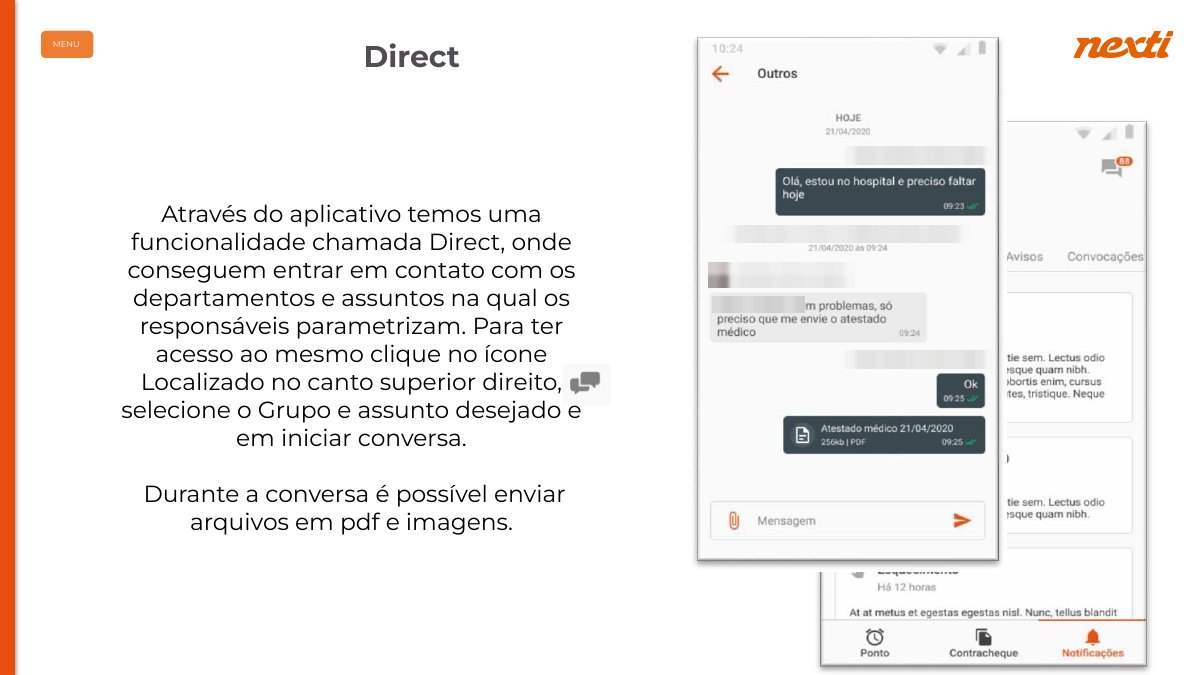 MENU
Direct
nexti
Através do aplicativo temos uma
funcionalidade chamada Direct, onde
conseguem entrar em contato com os
departamentos e assuntos na qual os
responsáveis parametrizam. Para ter
acesso ao mesmo clique no ícone
Localizado no canto superior direito,
selecione o Grupo e assunto desejado e
em iniciar conversa.
Durante a conversa é possível enviar
arquivos em pdf e imagens.
10:24
Outros
HOJE
21/04/2020
Olá, estou no hospital e preciso faltar
hoje
09:23
21/04/2020 às 09:24
m problemas, só
preciso que me envie o atestado
médico
09:24
Ok
09:25
Atestado médico 21/04/2020
256kb | PDF
09:25
Mensagem
88
Avisos
Convocações
tie sem. Lectus odio
esque quam nibh.
obortis enim, cursus
tes, tristique. Neque
tie sem. Lectus odio
esque quam nibh.
Esquecimento
Há 12 horas
At at metus et egestas egestas nisl. Nunc, tellus blandit
Ponto
Contracheque
Notificações